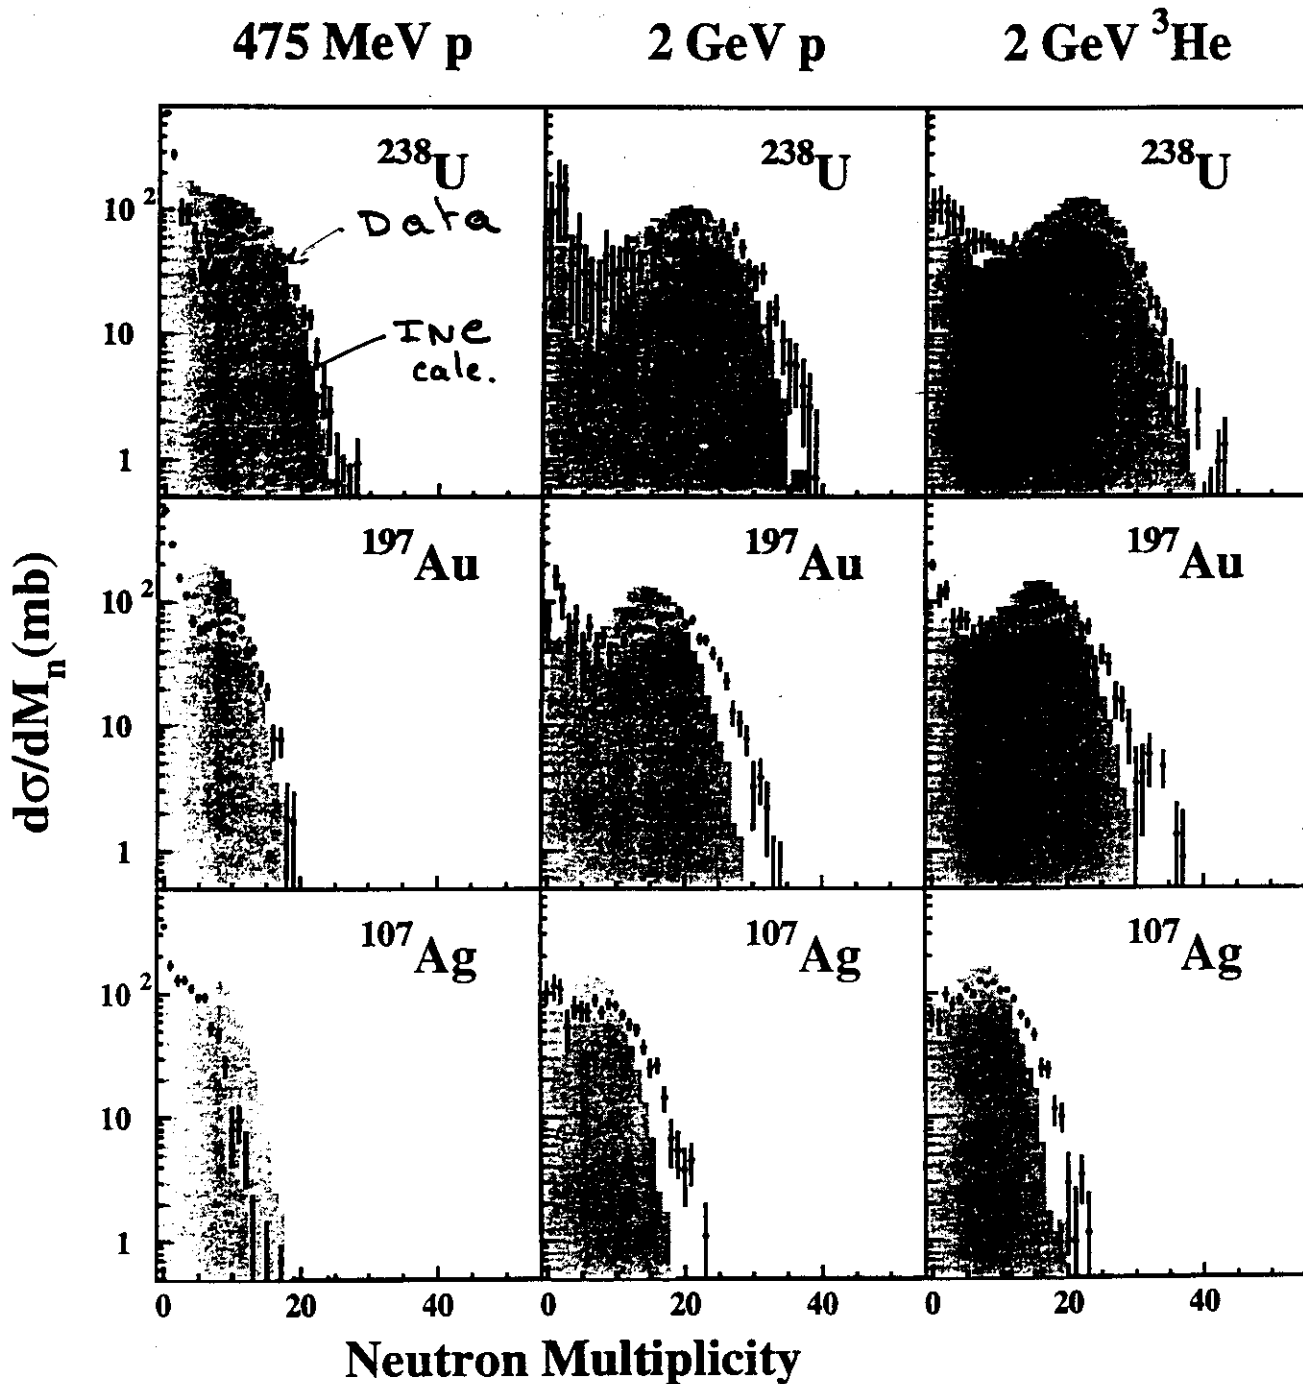 475 MeV p 2 GeV p 2 GeV ³He
²³⁸U ²³⁸U ²³⁸U
10² Data
10 INC
calc.
1
¹⁹⁷Au ¹⁹⁷Au ¹⁹⁷Au
10²
10
1
dσ/dMₙ(mb)
¹⁰⁷Ag ¹⁰⁷Ag ¹⁰⁷Ag
10²
10
1
0 20 40 0 20 40 0 20 40
Neutron Multiplicity